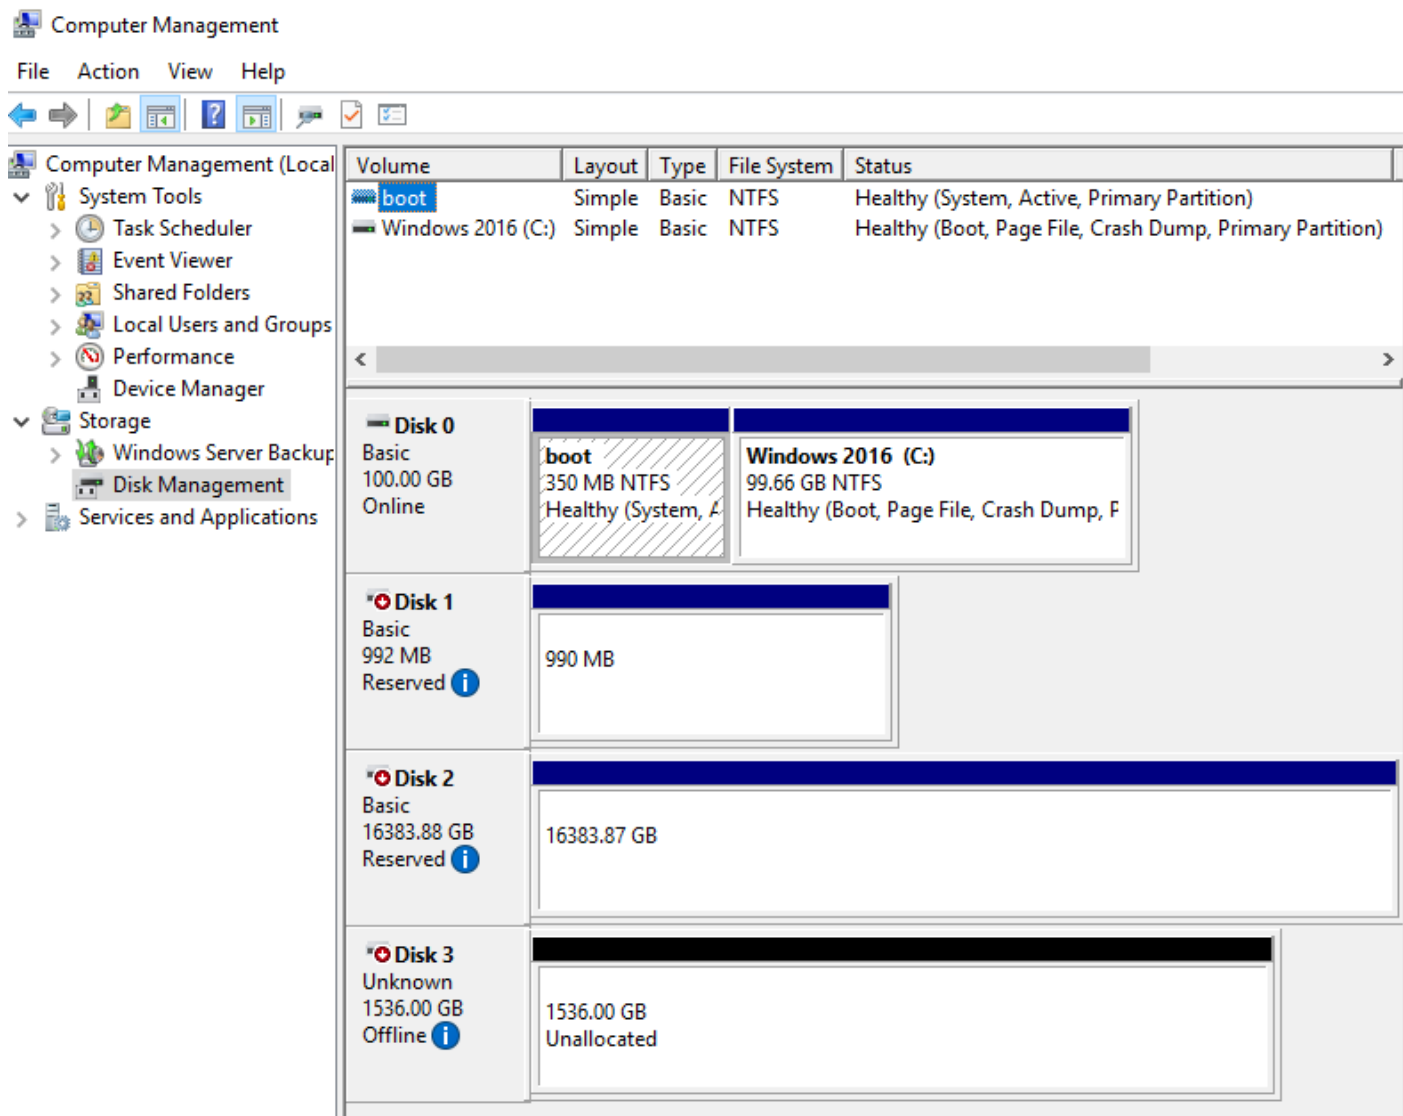 Computer Management
File Action View Help
Computer Management (Local
System Tools
Task Scheduler
Event Viewer
Shared Folders
Local Users and Groups
Performance
Device Manager
Storage
Windows Server Backup
Disk Management
Services and Applications
Volume Layout Type File System Status
boot Simple Basic NTFS Healthy (System, Active, Primary Partition)
Windows 2016 (C:) Simple Basic NTFS Healthy (Boot, Page File, Crash Dump, Primary Partition)
Disk 0
Basic
100.00 GB
Online
boot
350 MB NTFS
Healthy (System, A
Windows 2016 (C:)
99.66 GB NTFS
Healthy (Boot, Page File, Crash Dump, P
Disk 1
Basic
992 MB
Reserved
990 MB
Disk 2
Basic
16383.88 GB
Reserved
16383.87 GB
Disk 3
Unknown
1536.00 GB
Offline
1536.00 GB
Unallocated